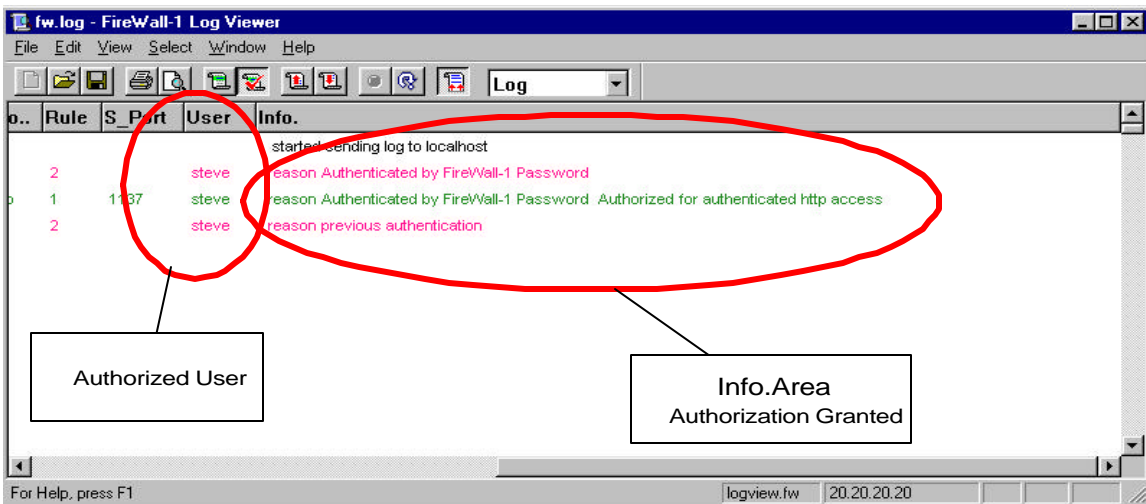 fw.log - FireWall-1 Log Viewer
File Edit View Select Window Help
Log
o.. Rule S_Port User Info.
started sending log to localhost
2 steve reason Authenticated by FireWall-1 Password
1 1137 steve reason Authenticated by FireWall-1 Password Authorized for authenticated http access
2 steve reason previous authentication
Authorized User
Info.Area
Authorization Granted
For Help, press F1 logview.fw 20.20.20.20